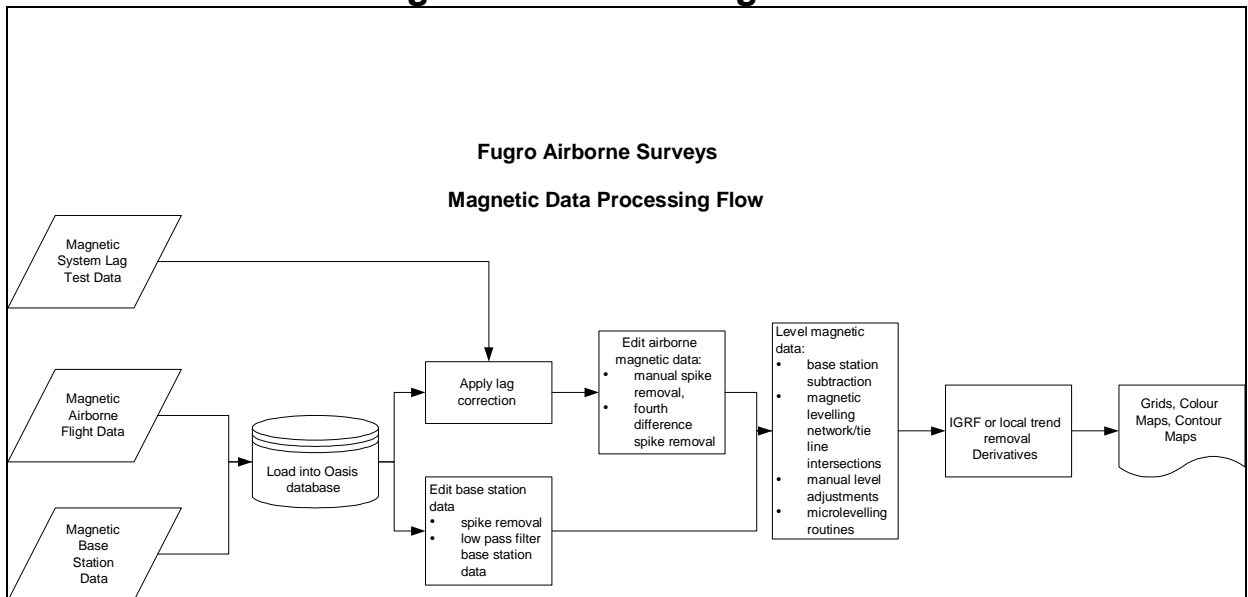 Fugro Airborne Surveys
Magnetic Data Processing Flow
Magnetic
System Lag
Test Data
Magnetic
Airborne
Flight Data
Magnetic
Base
Station
Data
Load into Oasis
database
Apply lag
correction
Edit base station
data
• spike removal
• low pass filter
base station
data
Edit airborne
magnetic data:
• manual spike
removal,
• fourth
difference
spike removal
Level magnetic
data:
• base station
subtraction
• magnetic
levelling
network/tie
line
intersections
• manual level
adjustments
• microlevelling
routines
IGRF or local trend
removal
Derivatives
Grids, Colour
Maps, Contour
Maps